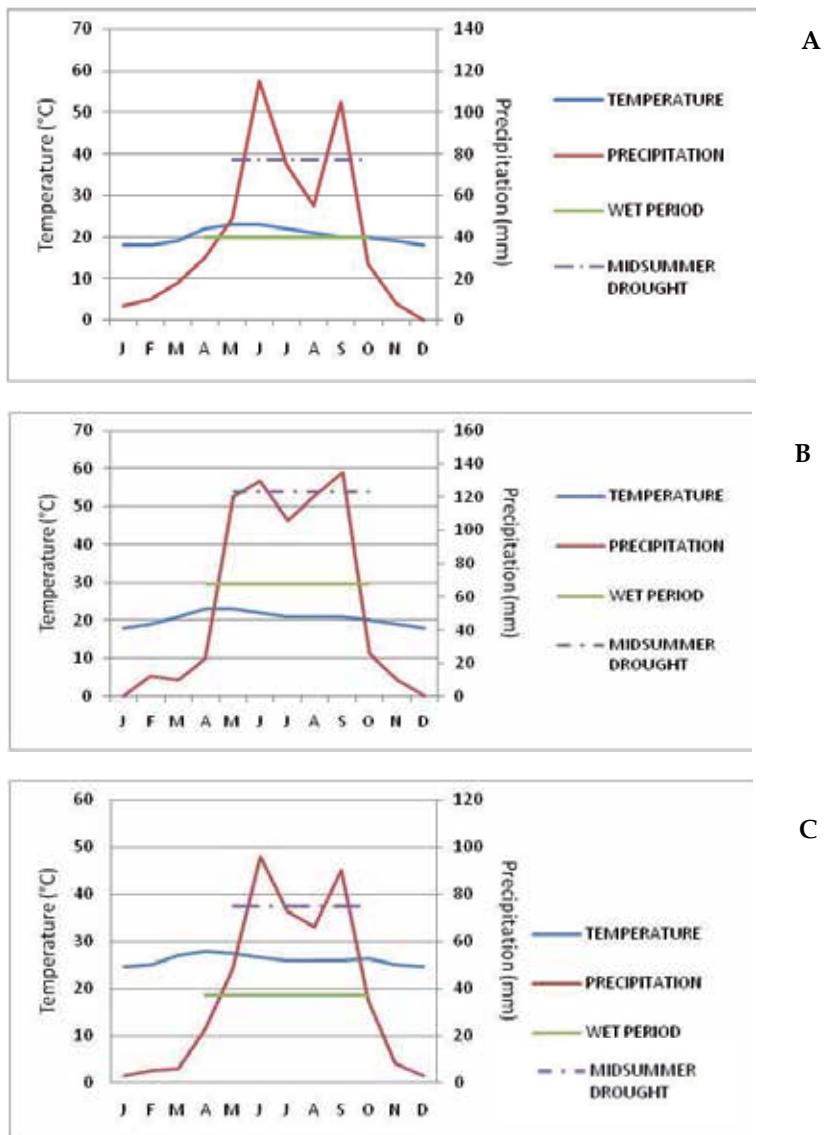 A
Temperature (°C)
70
60
50
40
30
20
10
0
J F M A M J J A S O N D
140
120
100
80
60
40
20
0
Precipitation (mm)
TEMPERATURE
PRECIPITATION
WET PERIOD
MIDSUMMER
DROUGHT
B
Temperature (°C)
70
60
50
40
30
20
10
0
J F M A M J J A S O N D
160
140
120
100
80
60
40
20
0
Precipitation (mm)
TEMPERATURE
PRECIPITATION
WET PERIOD
MIDSUMMER
DROUGHT
C
Temperature (°C)
60
50
40
30
20
10
0
J F M A M J J A S O N D
120
100
80
60
40
20
0
Precipitation (mm)
TEMPERATURE
PRECIPITATION
WET PERIOD
MIDSUMMER
DROUGHT